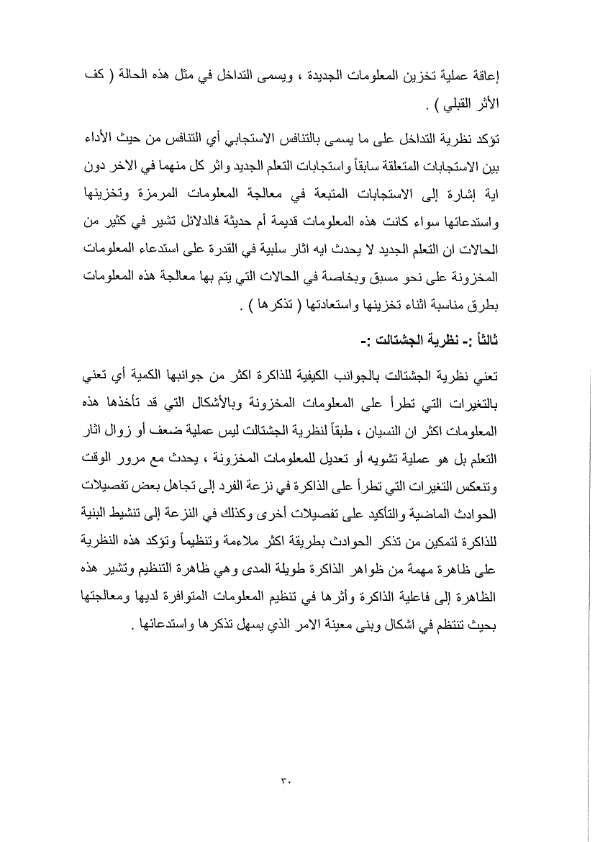 إعاقة عملية تخزين المعلومات الجديدة ، ويسمى التداخل في مثل هذه الحالة ( كف
الأثر القبلي ) .
تؤكد نظرية التداخل على ما يسمى بالتنافس الاستجابي أي التنافس من حيث الأداء
بين الاستجابات المتعلقة سابقاً واستجابات التعلم الجديد واثر كل منهما في الاخر دون
اية إشارة إلى الاستجابات المتبعة في معالجة المعلومات المرمزة وتخزينها
واستدعائها سواء كانت هذه المعلومات قديمة أم حديثة فالدلائل تشير في كثير من
الحالات ان التعلم الجديد لا يحدث ايه اثار سلبية في القدرة على استدعاء المعلومات
المخزونة على نحو مسبق وبخاصة في الحالات التي يتم بها معالجة هذه المعلومات
بطرق مناسبة اثناء تخزينها واستعادتها ( تذكرها ) .
ثالثاً :- نظرية الجشتالت :-
تعني نظرية الجشتالت بالجوانب الكيفية للذاكرة اكثر من جوانبها الكمية أي تعني
بالتغيرات التي تطرأ على المعلومات المخزونة وبالأشكال التي قد تأخذها هذه
المعلومات اكثر ان النسيان ، طبقاً لنظرية الجشتالت ليس عملية ضعف أو زوال اثار
التعلم بل هو عملية تشويه أو تعديل للمعلومات المخزونة ، يحدث مع مرور الوقت
وتنعكس التغيرات التي تطرأ على الذاكرة في نزعة الفرد إلى تجاهل بعض تفصيلات
الحوادث الماضية والتأكيد على تفصيلات أخرى وكذلك في النزعة إلى تنشيط البنية
للذاكرة لتمكين من تذكر الحوادث بطريقة اكثر ملاءمة وتنظيماً وتؤكد هذه النظرية
على ظاهرة مهمة من ظواهر الذاكرة طويلة المدى وهي ظاهرة التنظيم وتشير هذه
الظاهرة إلى فاعلية الذاكرة وأثرها في تنظيم المعلومات المتوافرة لديها ومعالجتها
بحيث تنتظم في اشكال وبنى معينة الامر الذي يسهل تذكرها واستدعائها .
٣٠